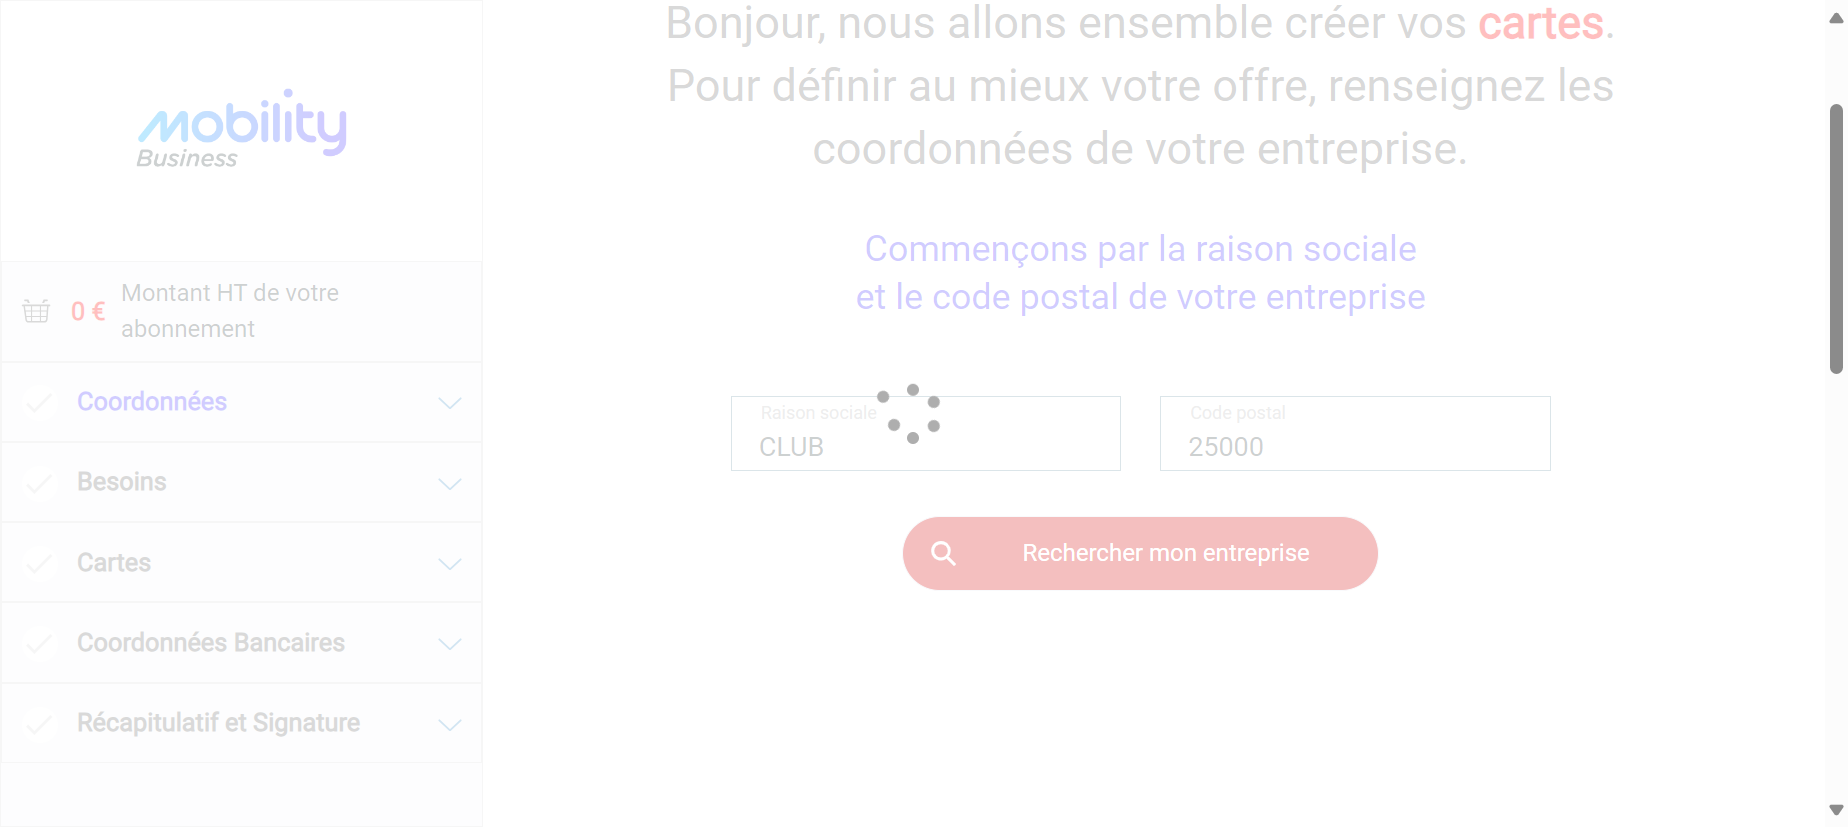 mobility
Business
0 €
Montant HT de votre
abonnement
Coordonnées
Besoins
Cartes
Coordonnées Bancaires
Récapitulatif et Signature
Bonjour, nous allons ensemble créer vos cartes.
Pour définir au mieux votre offre, renseignez les
coordonnées de votre entreprise.
Commençons par la raison sociale
et le code postal de votre entreprise
Raison sociale
CLUB
Code postal
25000
Rechercher mon entreprise